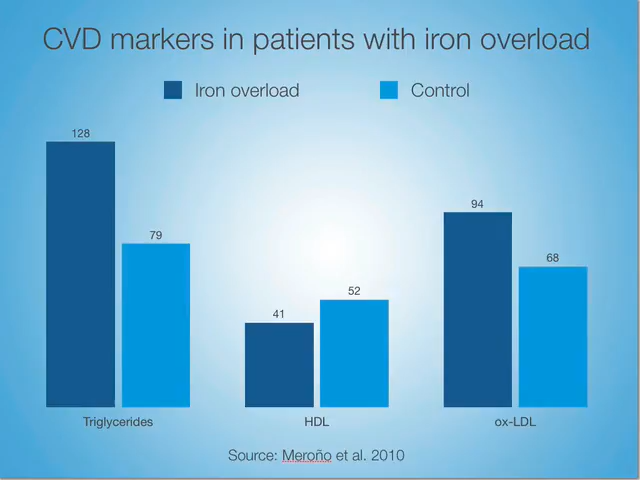 CVD markers in patients with iron overload
Iron overload Control
128
79
41
52
94
68
Triglycerides HDL ox-LDL
Source: Meroño et al. 2010